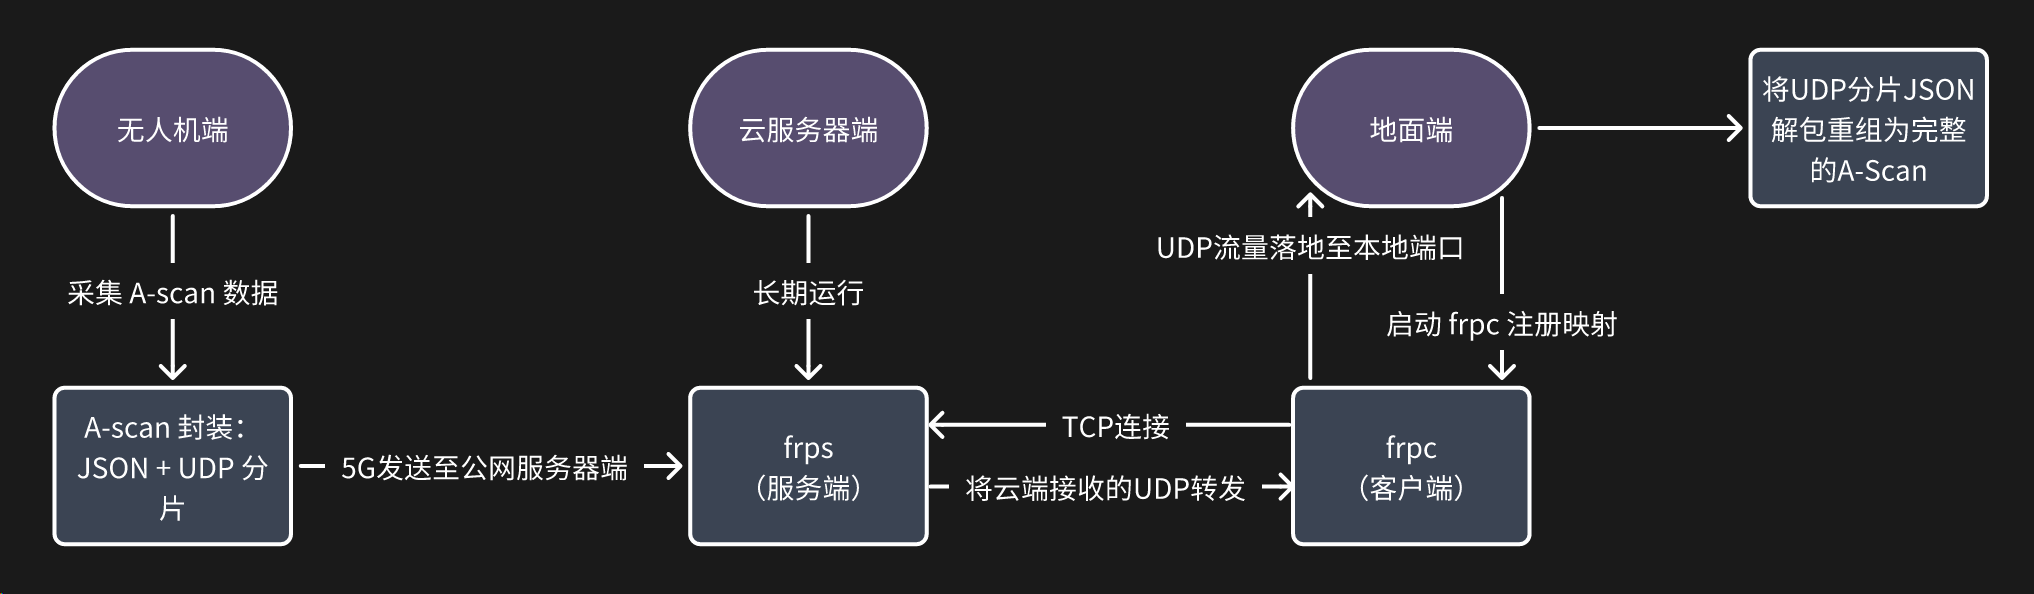 无人机端
云服务器端
地面端
将UDP分片JSON
解包重组为完整
的A-Scan
UDP流量落地至本地端口
采集 A-scan 数据
长期运行
启动 frpc 注册映射
A-scan 封装：
JSON + UDP 分
片
5G发送至公网服务器端
frps
（服务端）
TCP连接
将云端接收的UDP转发
frpc
（客户端）